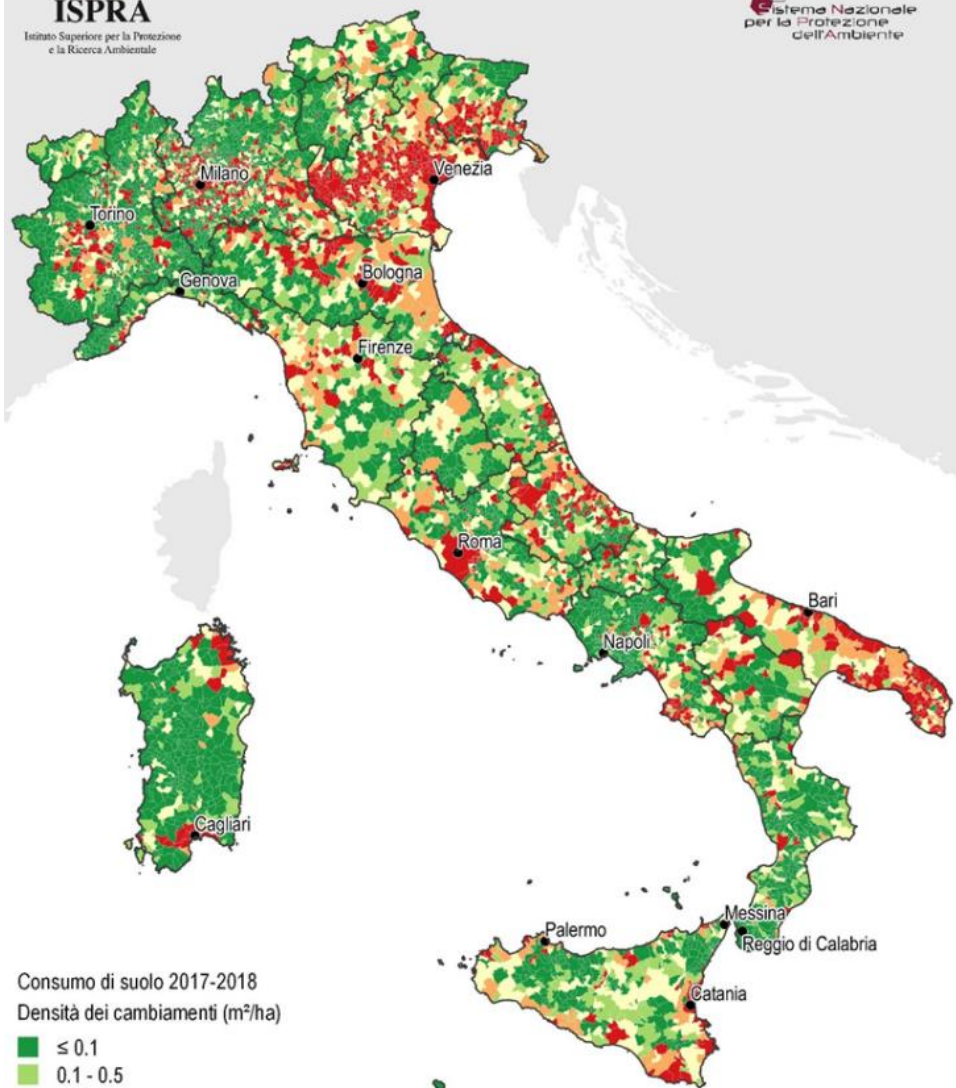 ISPRA
Istituto Superiore per la Protezione
e la Ricerca Ambientale
Sistema Nazionale
per la Protezione
dell'Ambiente
Milano
Venezia
Torino
Genova
Bologna
Firenze
Roma
Bari
Napoli
Cagliari
Messina
Palermo
Reggio di Calabria
Catania
Consumo di suolo 2017-2018
Densità dei cambiamenti (m²/ha)
≤ 0.1
0.1 - 0.5